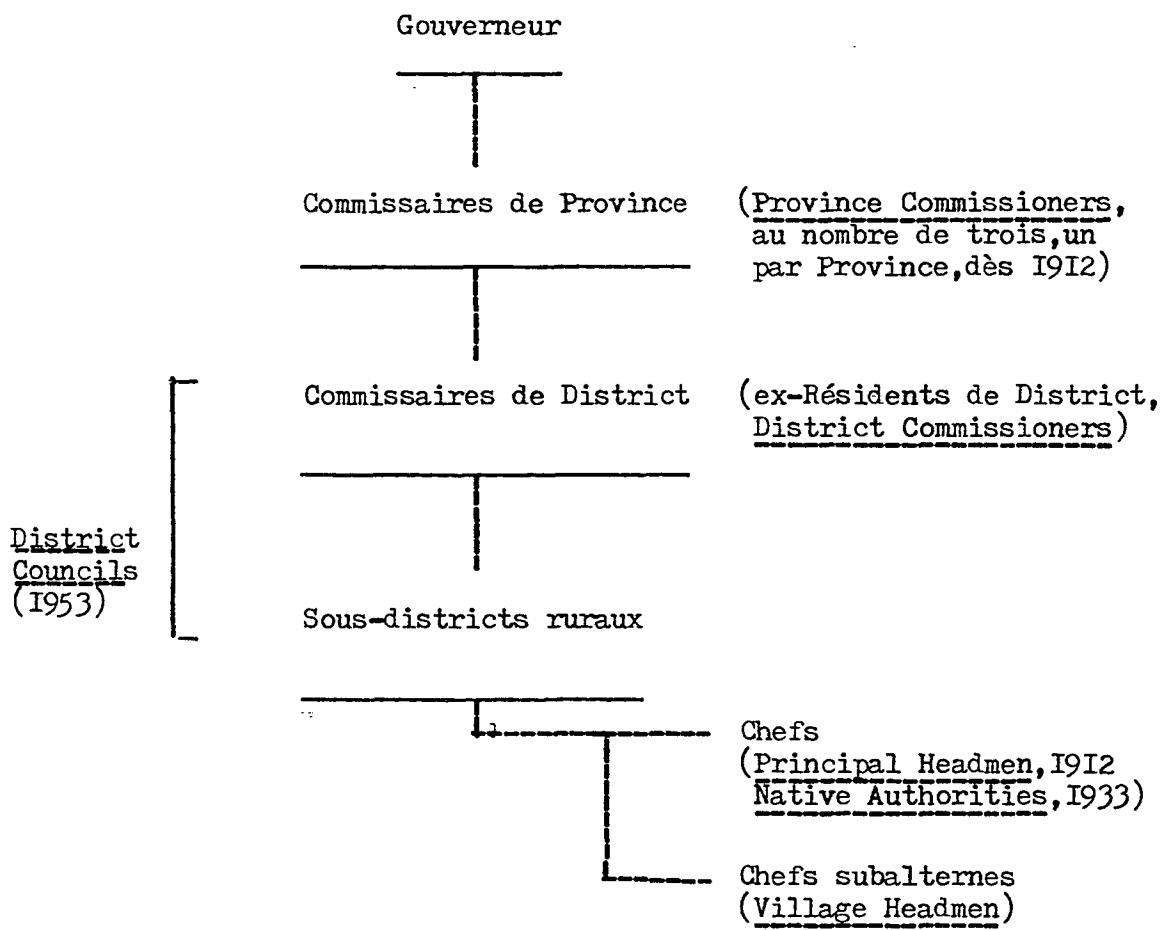 Gouverneur
Commissaires de Province
(Province Commissioners,
au nombre de trois,un
par Province,dès I9I2)
Commissaires de District
(ex-Résidents de District,
District Commissioners)
District
Councils
(I953)
Sous-districts ruraux
Chefs
(Principal Headmen,I9I2
Native Authorities,I933)
Chefs subalternes
(Village Headmen)